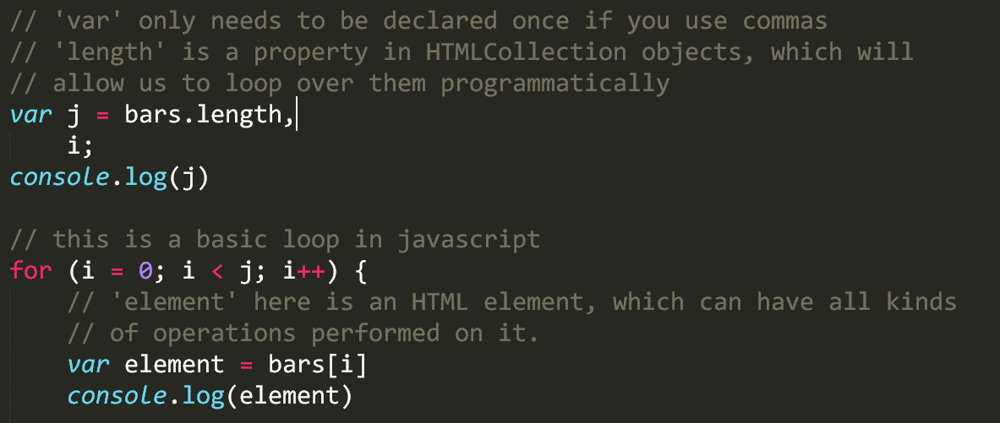 // 'var' only needs to be declared once if you use commas
// 'length' is a property in HTMLCollection objects, which will
// allow us to loop over them programmatically
var j = bars.length,
    i;
console.log(j)

// this is a basic loop in javascript
for (i = 0; i < j; i++) {
    // 'element' here is an HTML element, which can have all kinds
    // of operations performed on it.
    var element = bars[i]
    console.log(element)